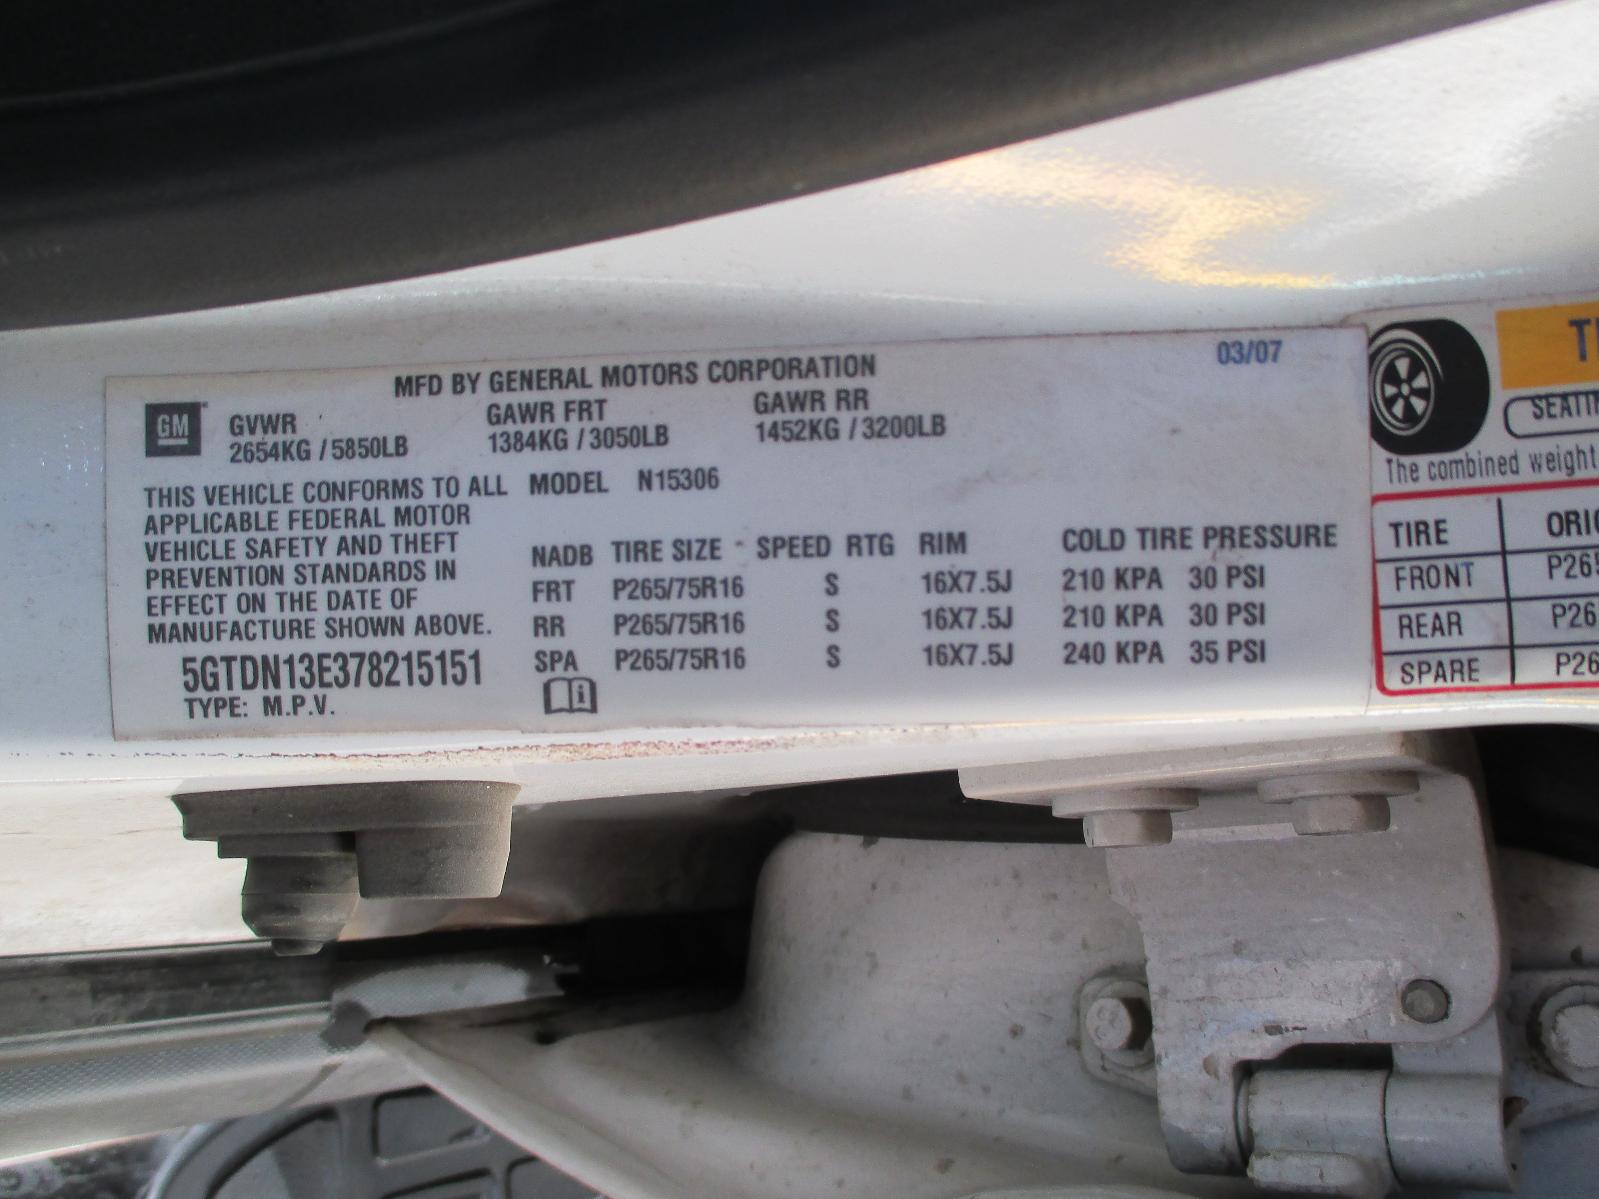 MFD BY GENERAL MOTORS CORPORATION
03/07
GM
GVWR GAWR FRT GAWR RR
2654KG / 5850LB 1384KG / 3050LB 1452KG / 3200LB
THIS VEHICLE CONFORMS TO ALL
APPLICABLE FEDERAL MOTOR
VEHICLE SAFETY AND THEFT
PREVENTION STANDARDS IN
EFFECT ON THE DATE OF
MANUFACTURE SHOWN ABOVE.
5GTDN13E378215151
TYPE: M.P.V.
MODEL N15306
NADB TIRE SIZE SPEED RTG RIM COLD TIRE PRESSURE
FRT P265/75R16 S 16X7.5J 210 KPA 30 PSI
RR P265/75R16 S 16X7.5J 210 KPA 30 PSI
SPA P265/75R16 S 16X7.5J 240 KPA 35 PSI
i
The combined weight
TIRE
FRONT
REAR
SPARE